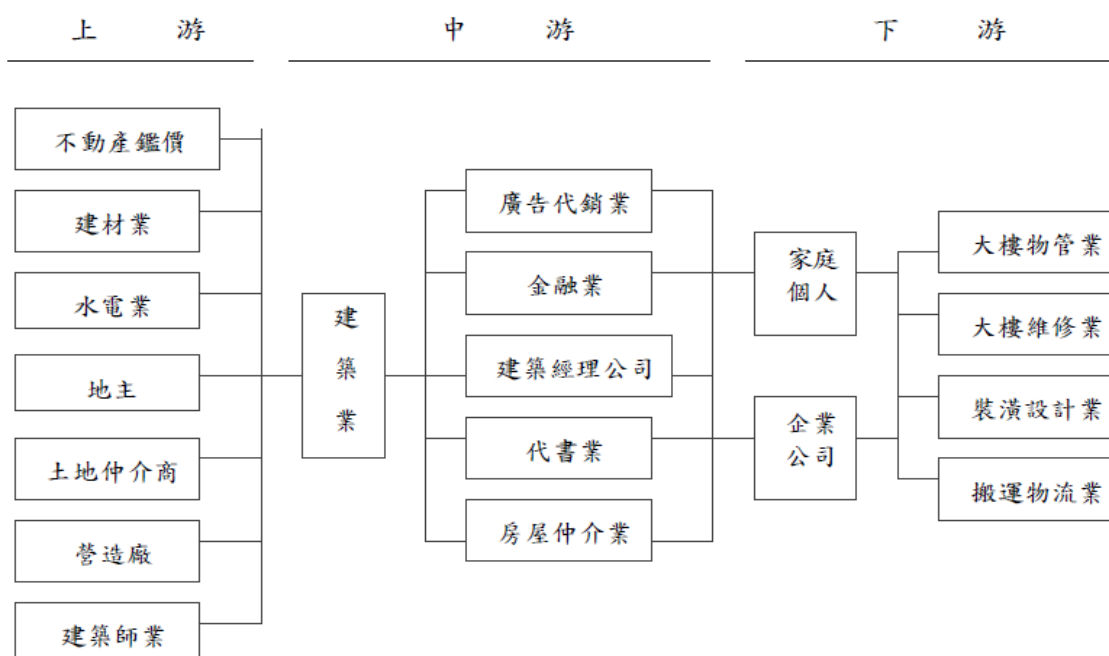 上游
中游
下游
不動產鑑價
建材業
水電業
地主
土地仲介商
營造廠
建築師業
建築業
廣告代銷業
金融業
建築經理公司
代書業
房屋仲介業
家庭
個人
企業
公司
大樓物管業
大樓維修業
裝潢設計業
搬運物流業